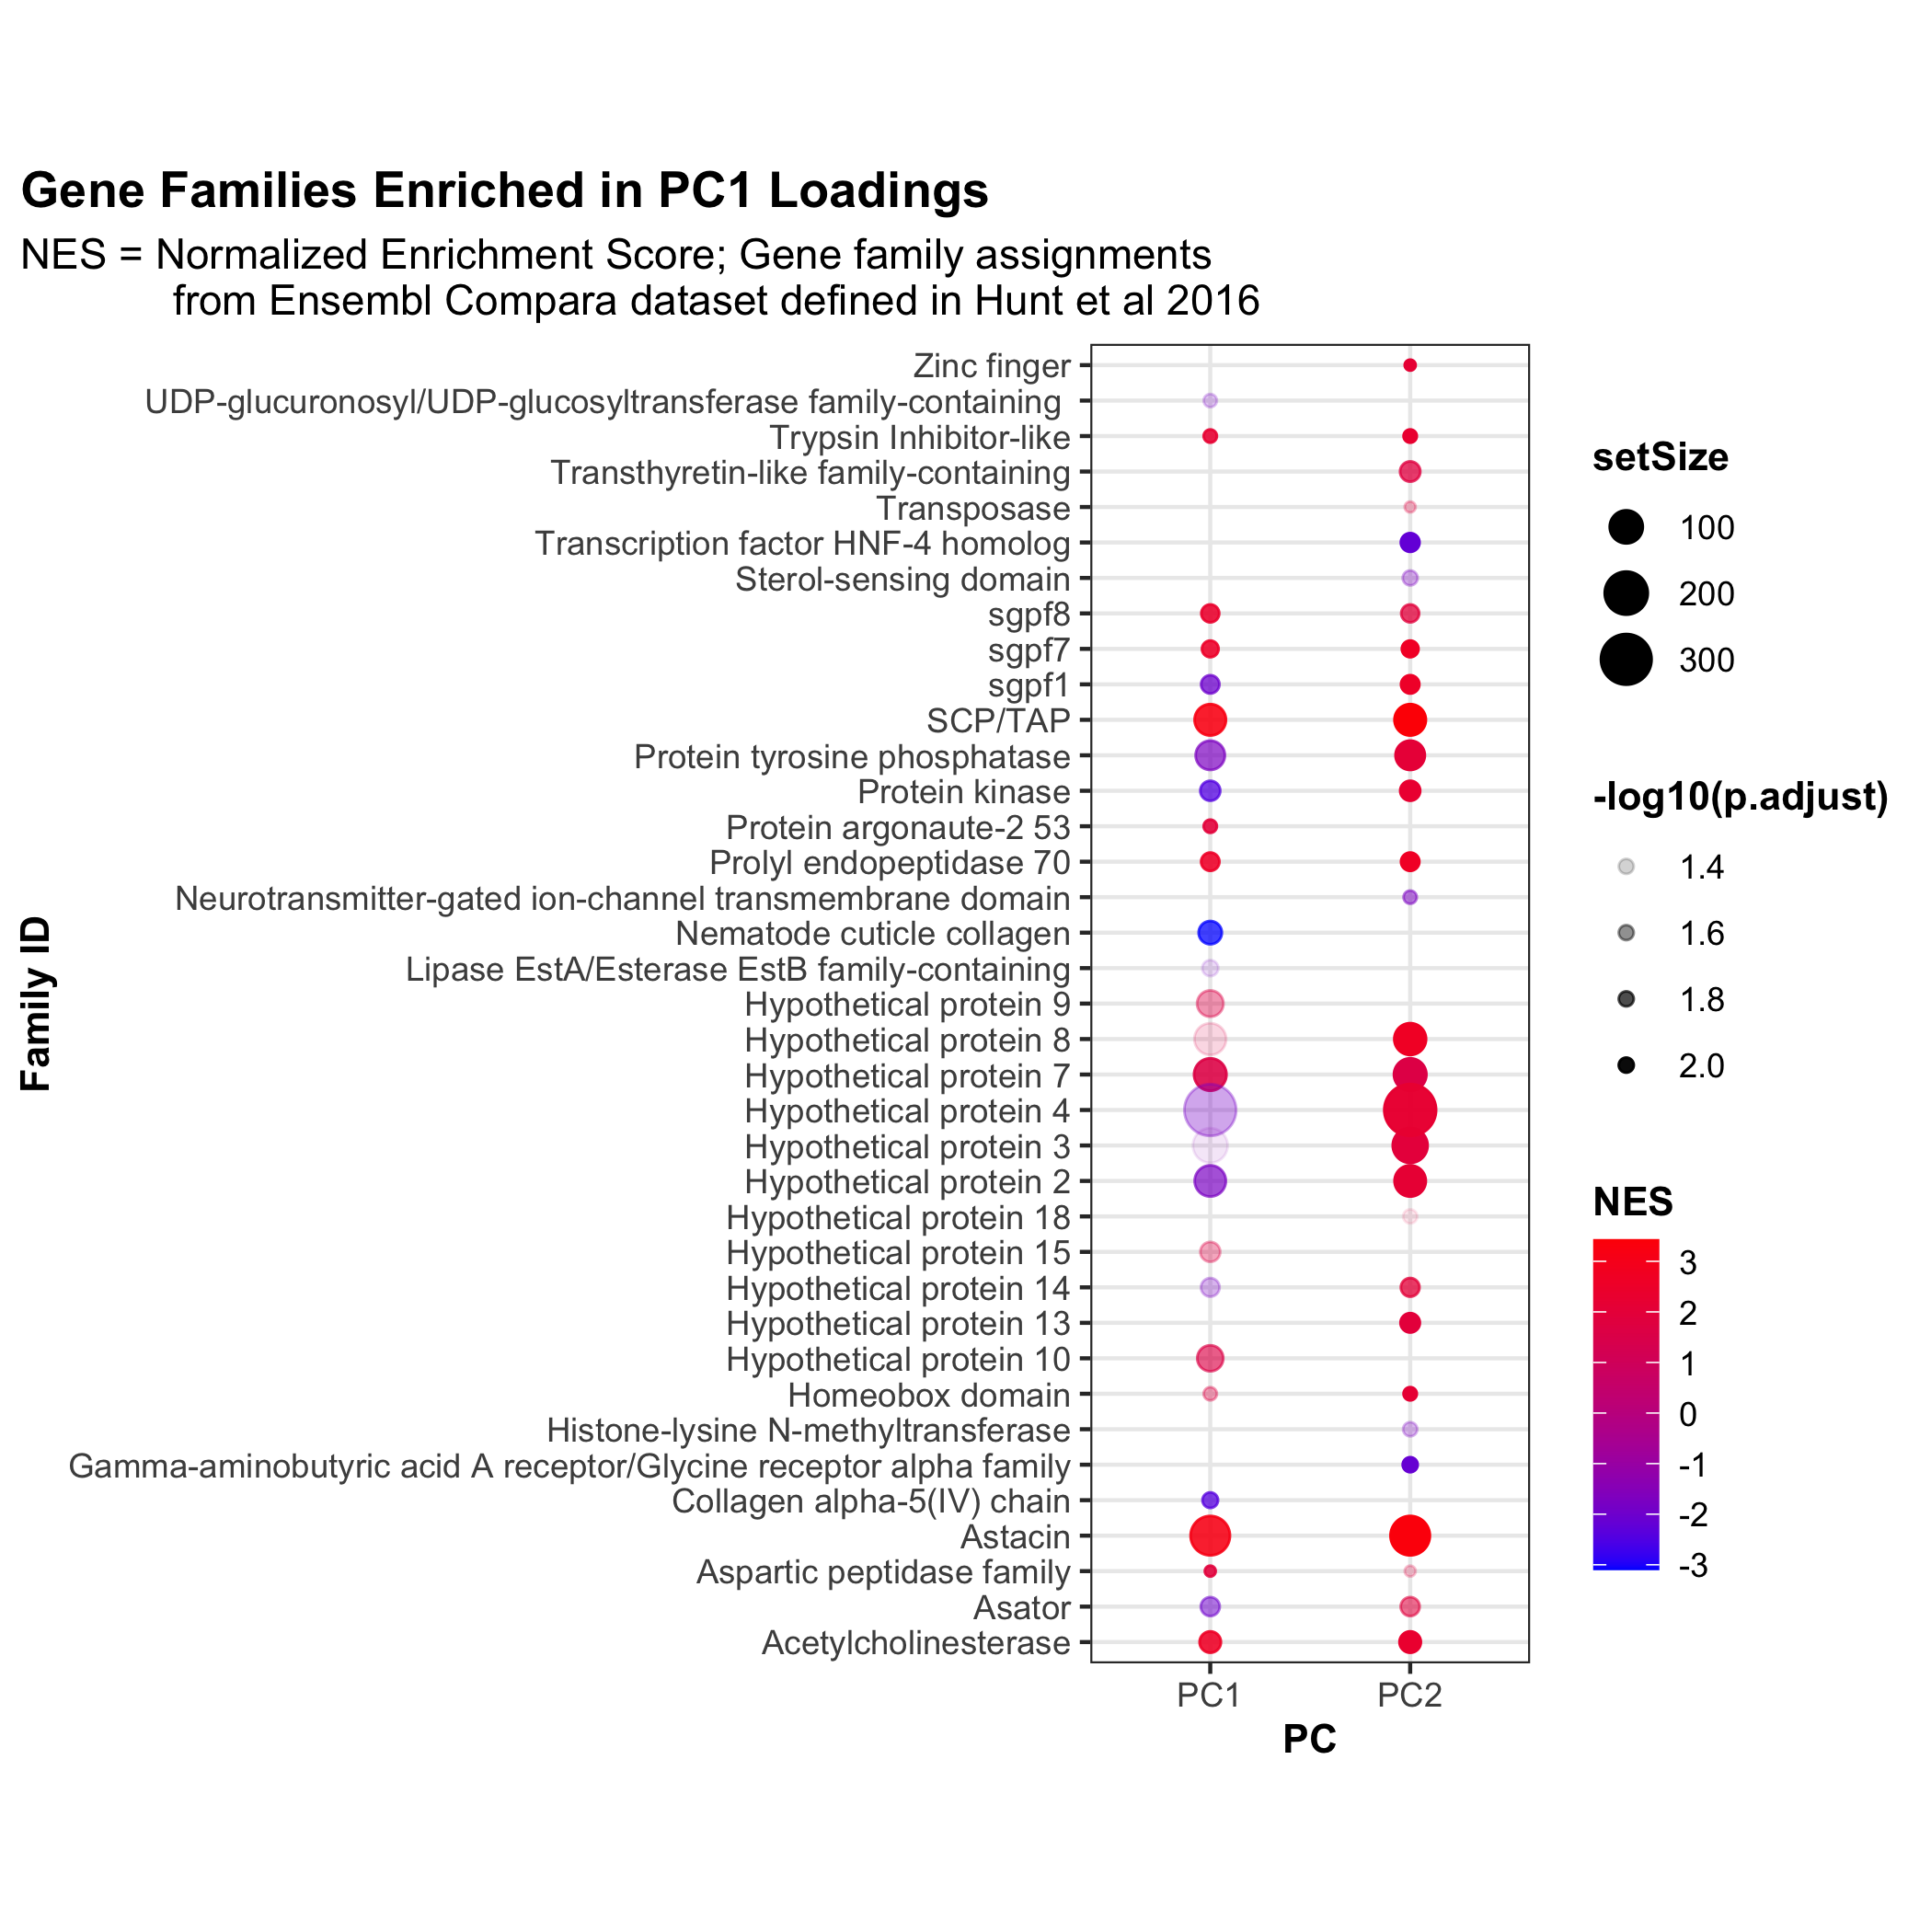 Gene Families Enriched in PC1 Loadings
NES = Normalized Enrichment Score; Gene family assignments
from Ensembl Compara dataset defined in Hunt et al 2016
Family ID
Zinc finger
UDP-glucuronosyl/UDP-glucosyltransferase family-containing
Trypsin Inhibitor-like
Transthyretin-like family-containing
Transposase
Transcription factor HNF-4 homolog
Sterol-sensing domain
sgpf8
sgpf7
sgpf1
SCP/TAP
Protein tyrosine phosphatase
Protein kinase
Protein argonaute-2 53
Prolyl endopeptidase 70
Neurotransmitter-gated ion-channel transmembrane domain
Nematode cuticle collagen
Lipase EstA/Esterase EstB family-containing
Hypothetical protein 9
Hypothetical protein 8
Hypothetical protein 7
Hypothetical protein 4
Hypothetical protein 3
Hypothetical protein 2
Hypothetical protein 18
Hypothetical protein 15
Hypothetical protein 14
Hypothetical protein 13
Hypothetical protein 10
Homeobox domain
Histone-lysine N-methyltransferase
Gamma-aminobutyric acid A receptor/Glycine receptor alpha family
Collagen alpha-5(IV) chain
Astacin
Aspartic peptidase family
Asator
Acetylcholinesterase
PC1
PC2
PC
setSize
100
200
300
-log10(p.adjust)
1.4
1.6
1.8
2.0
NES
3
2
1
0
-1
-2
-3